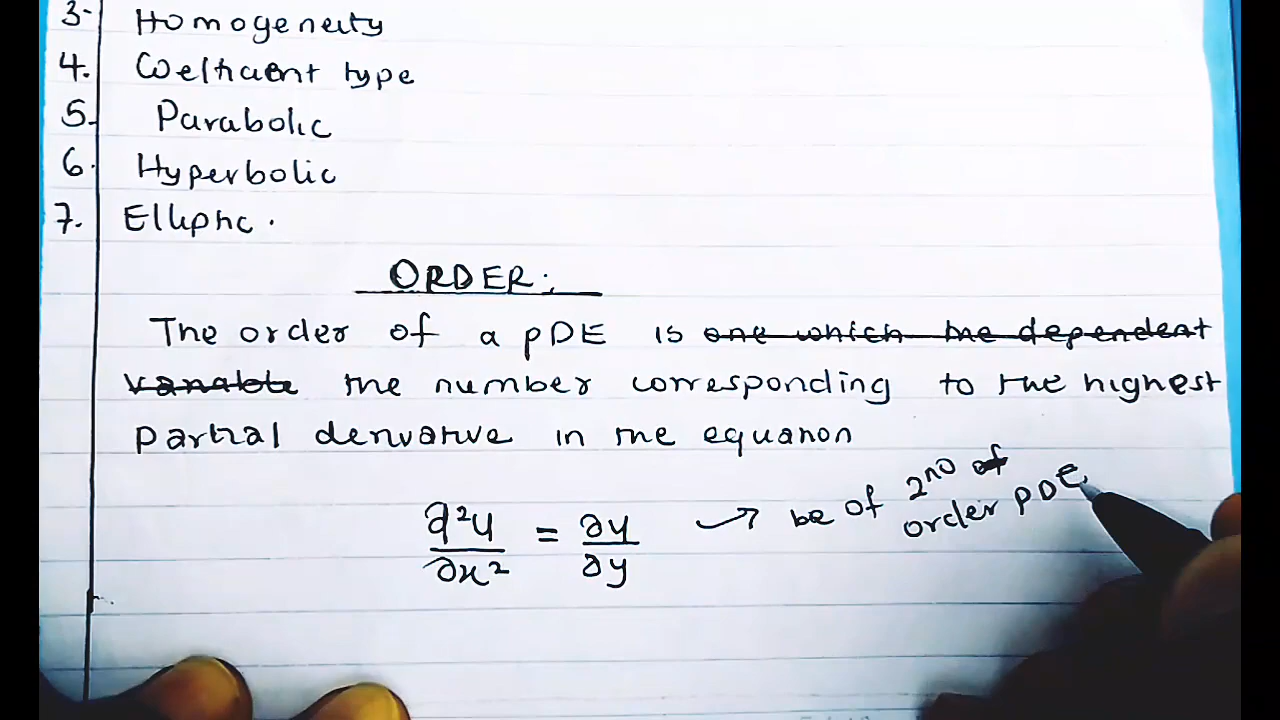 3- Homogeneity
4. Coefficient type
5. Parabolic
6. Hyperbolic
7. Elliptic.
ORDER:
The order of a pDE is one which the dependent
variable the number corresponding to the highest
partial derivative in the equation
∂²u/∂x² = ∂u/∂y → be of 2nd of
order PDE